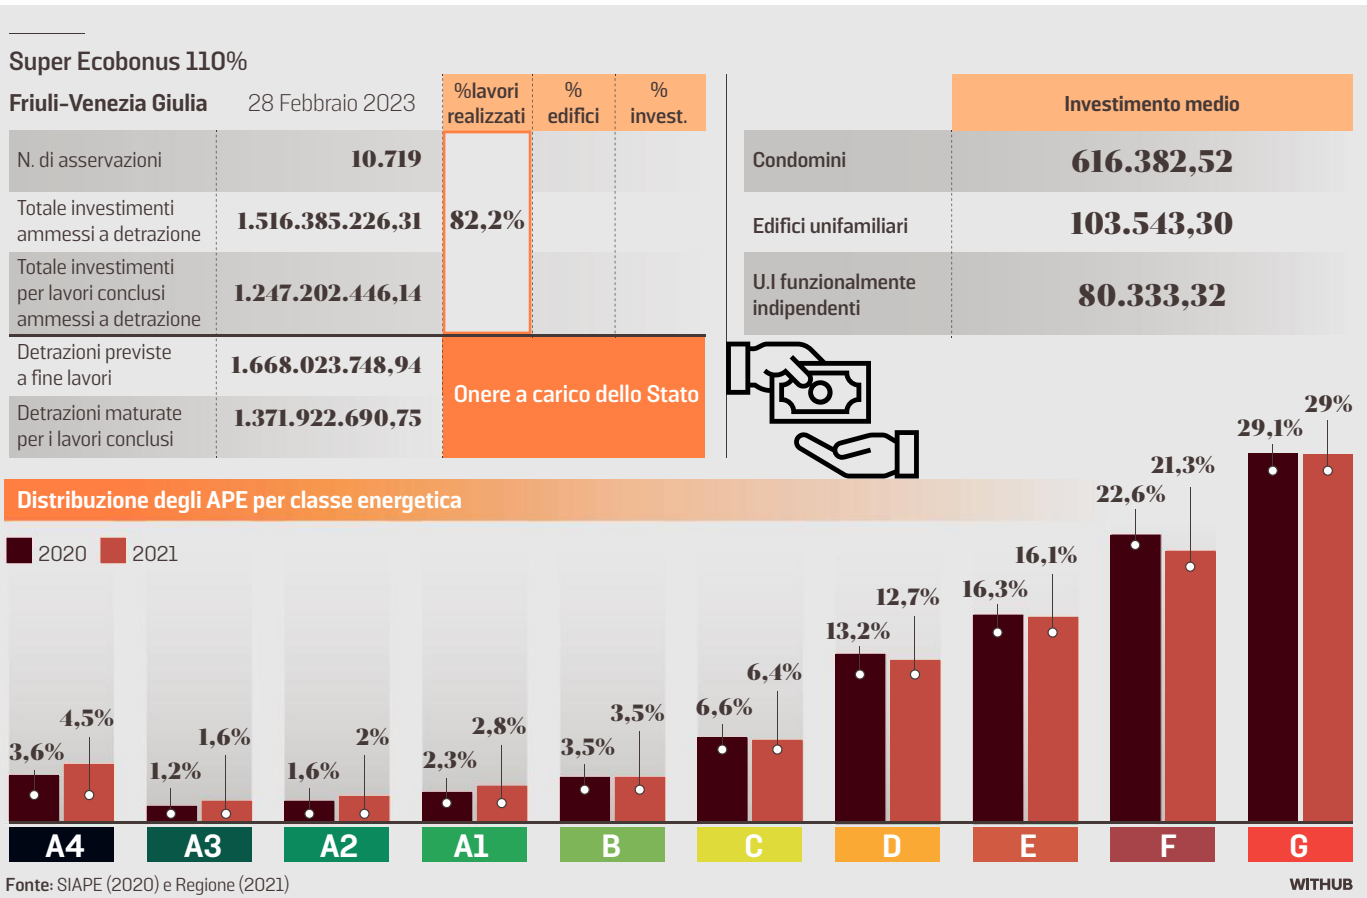 Super Ecobonus 110%
Friuli-Venezia Giulia 28 Febbraio 2023
%lavori
realizzati
%
edifici
%
invest.
N. di asservazioni 10.719
Totale investimenti
ammessi a detrazione
1.516.385.226,31
82,2%
Totale investimenti
per lavori conclusi
ammessi a detrazione
1.247.202.446,14
Detrazioni previste
a fine lavori
1.668.023.748,94
Detrazioni maturate
per i lavori conclusi
1.371.922.690,75
Onere a carico dello Stato
Investimento medio
Condomini 616.382,52
Edifici unifamiliari 103.543,30
U.I funzionalmente
indipendenti
80.333,32
Distribuzione degli APE per classe energetica
2020 2021
3,6% 4,5%
1,2% 1,6%
1,6% 2%
2,3% 2,8%
3,5% 3,5%
6,6% 6,4%
13,2% 12,7%
16,3% 16,1%
22,6% 21,3%
29,1% 29%
A4 A3 A2 A1 B C D E F G
Fonte: SIAPE (2020) e Regione (2021)
WITHUB